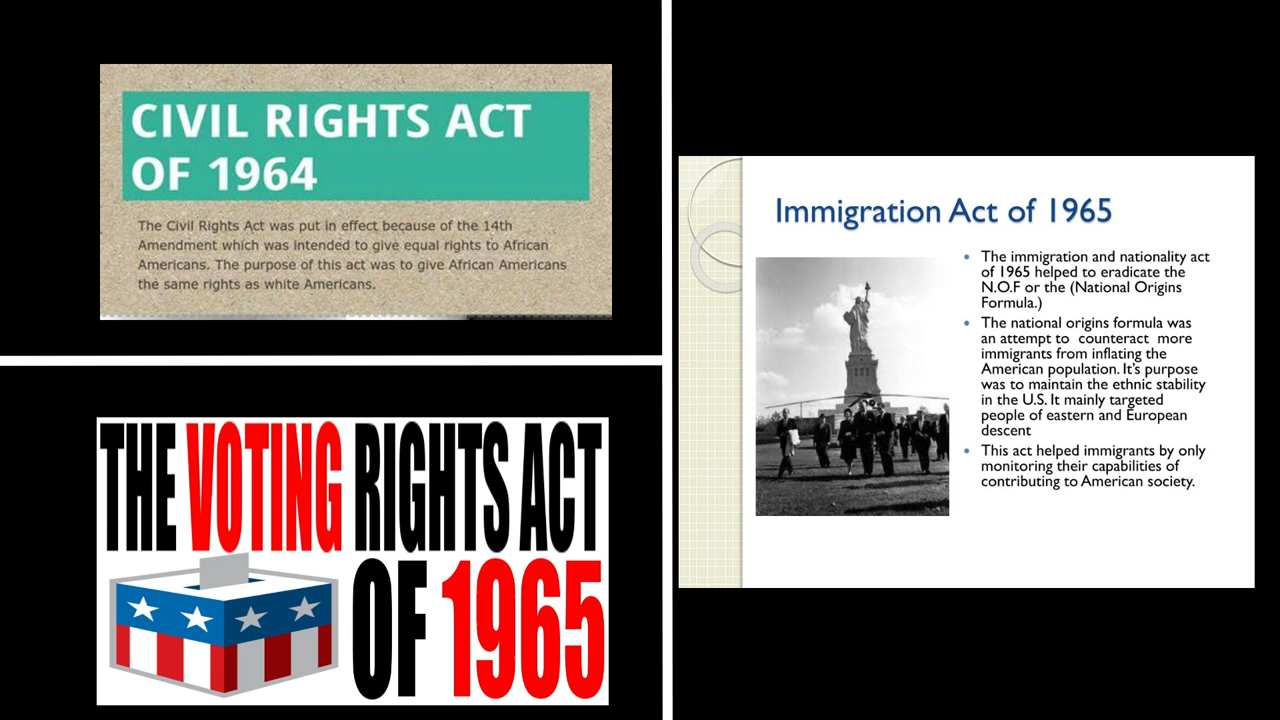 CIVIL RIGHTS ACT
OF 1964
The Civil Rights Act was put in effect because of the 14th
Amendment which was intended to give equal rights to African
Americans. The purpose of this act was to give African Americans
the same rights as white Americans.
THE VOTING RIGHTS ACT
OF 1965
Immigration Act of 1965
• The immigration and nationality act
of 1965 helped to eradicate the
N.O.F or the (National Origins
Formula.)
• The national origins formula was
an attempt to counteract more
immigrants from inflating the
American population. It's purpose
was to maintain the ethnic stability
in the U.S. It mainly targeted
people of eastern and European
descent
• This act helped immigrants by only
monitoring their capabilities of
contributing to American society.